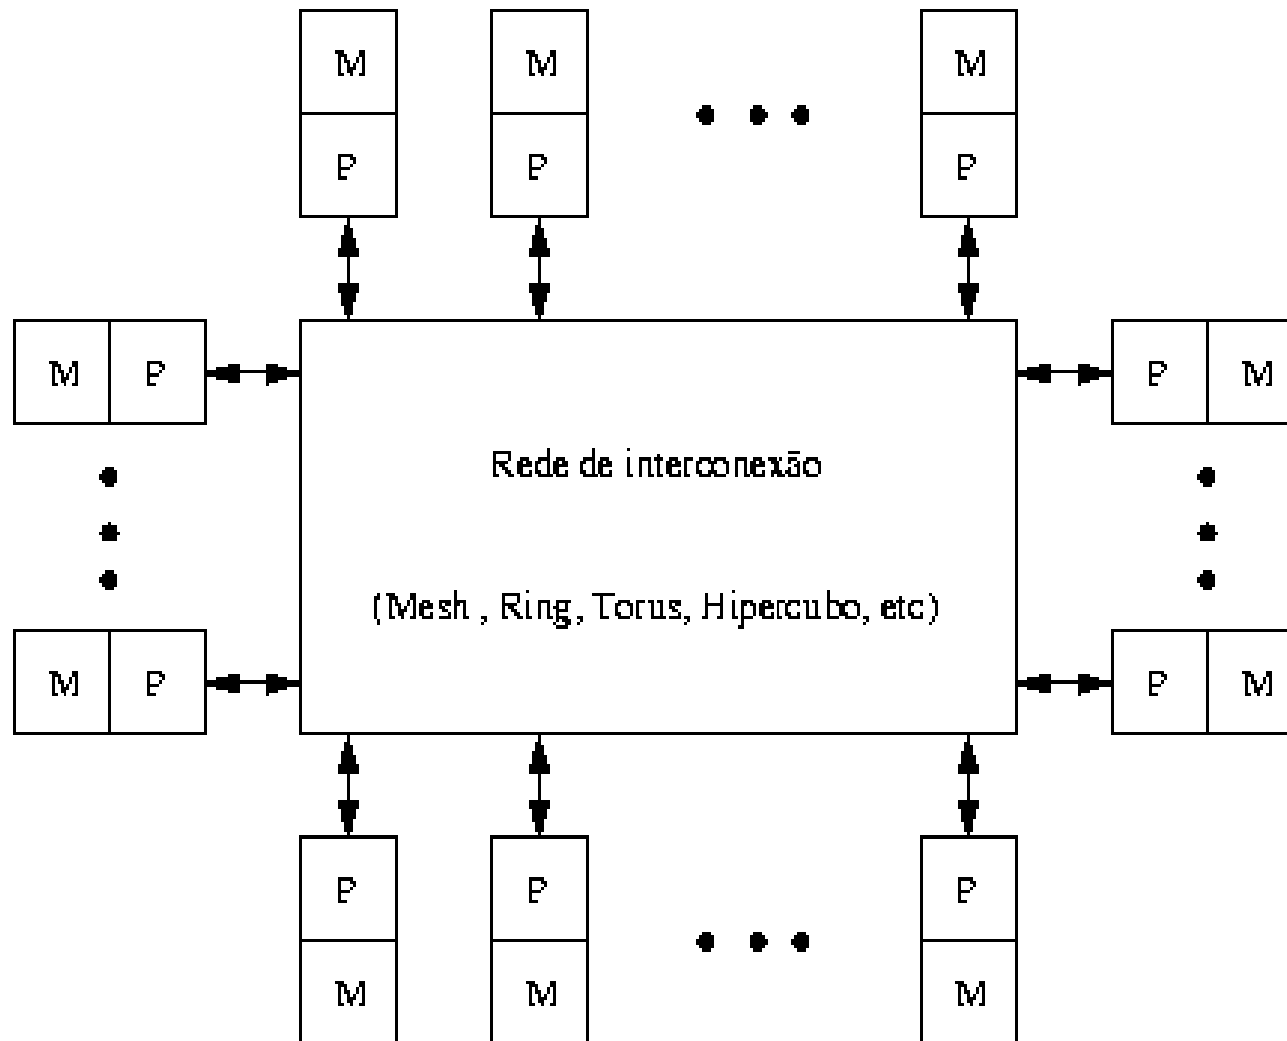 M M M
P P P
M P P M
Rede de interconexão
(Mesh , Ring, Torus, Hipercubo, etc)
M P P M
P P P
M M M